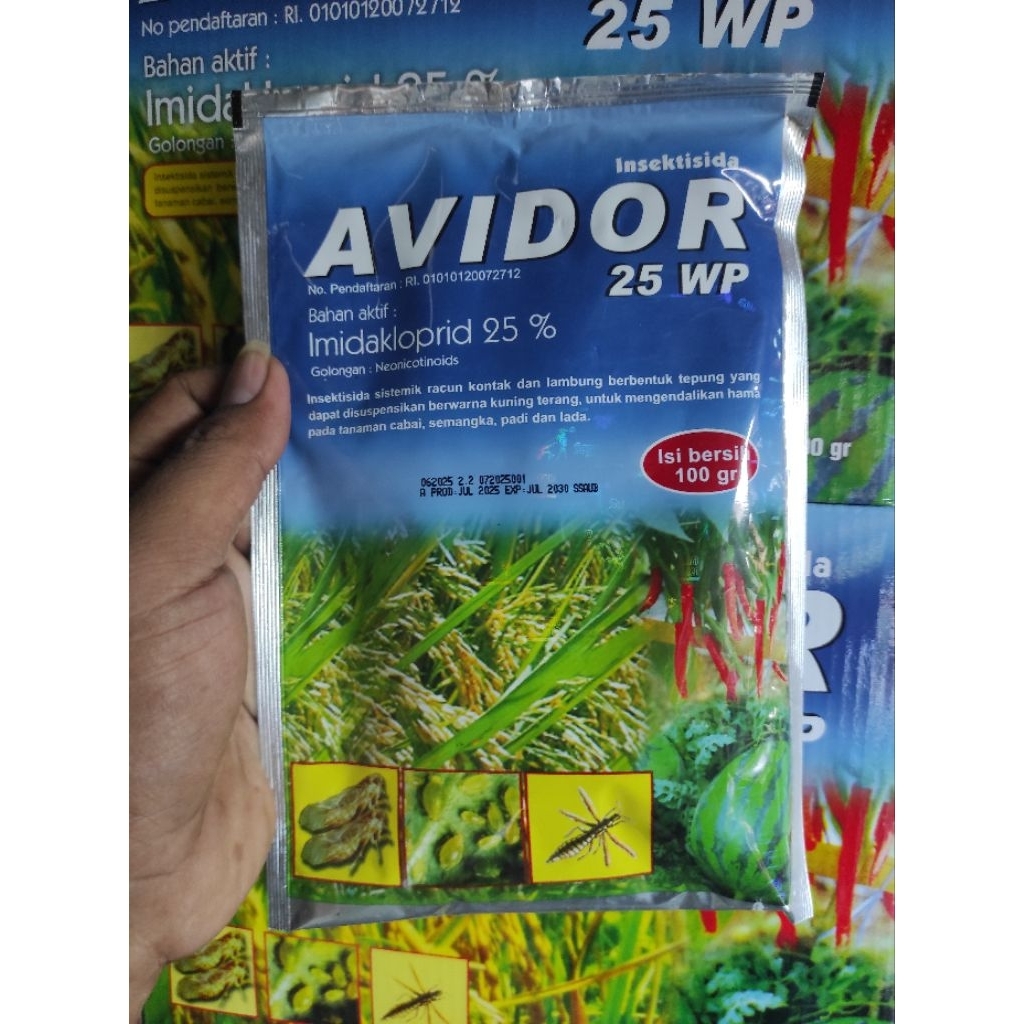 No pendaftaran : RI. 01010120072712
25 WP
Bahan aktif :
Golongan :
Insektisida
AVIDOR
25 WP
No. Pendaftaran : RI. 01010120072712
Bahan aktif :
Imidakloprid 25 %
Golongan : Neonicotinoids
Insektisida sistemik racun kontak dan lambung berbentuk tepung yang
dapat disuspensikan berwarna kuning terang, untuk mengendalikan hama
pada tanaman cabai, semangka, padi dan lada.
Isi bersih
100 gr
062025 2.2 072025001
A PROD:JUL 2025 EXP:JUL 2030 SSAUB
gr